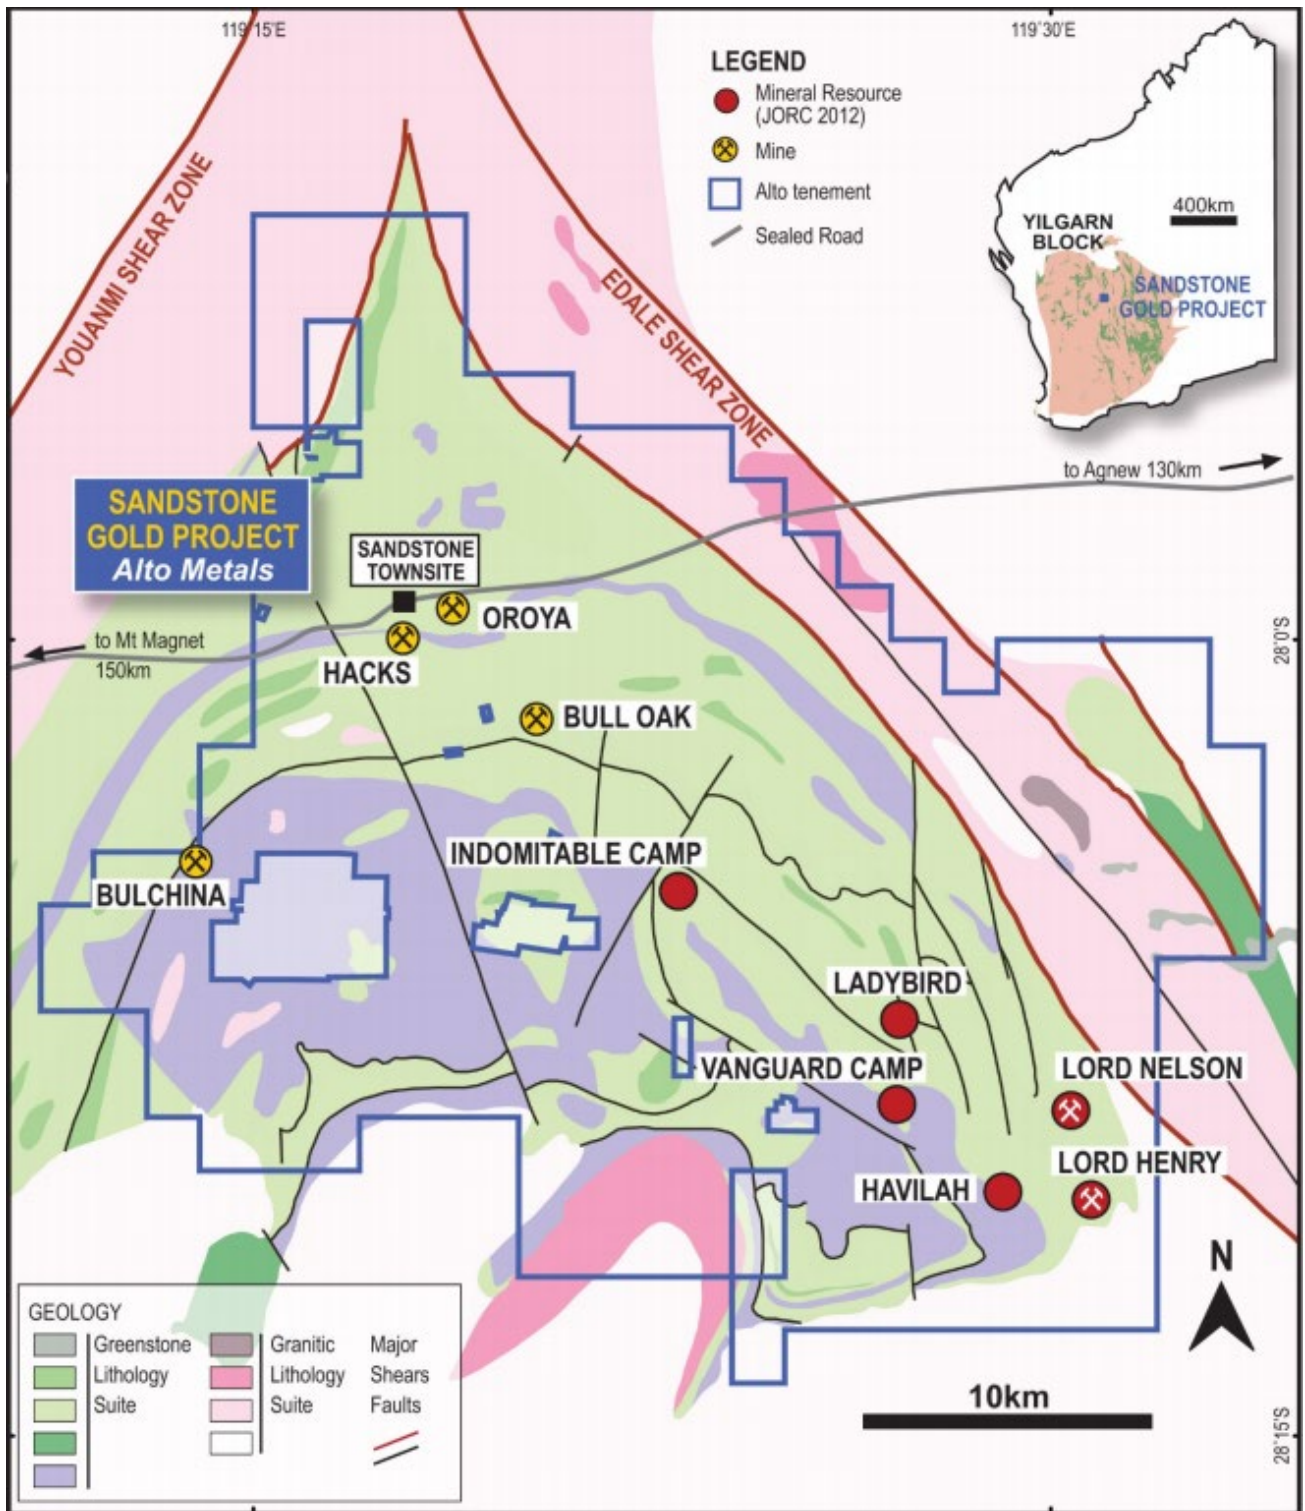 119°15'E
119°30'E
LEGEND
Mineral Resource
(JORC 2012)
Mine
Alto tenement
Sealed Road
400km
YILGARN
BLOCK
SANDSTONE
GOLD PROJECT
YOUANMI SHEAR ZONE
EDALE SHEAR ZONE
to Agnew 130km
SANDSTONE
GOLD PROJECT
Alto Metals
SANDSTONE
TOWNSITE
OROYA
to Mt Magnet
150km
HACKS
28°0'S
BULL OAK
INDOMITABLE CAMP
BULCHINA
LADYBIRD
VANGUARD CAMP
LORD NELSON
LORD HENRY
HAVILAH
N
GEOLOGY
Greenstone
Lithology
Suite
Granitic
Lithology
Suite
Major
Shears
Faults
10km
28°15'S